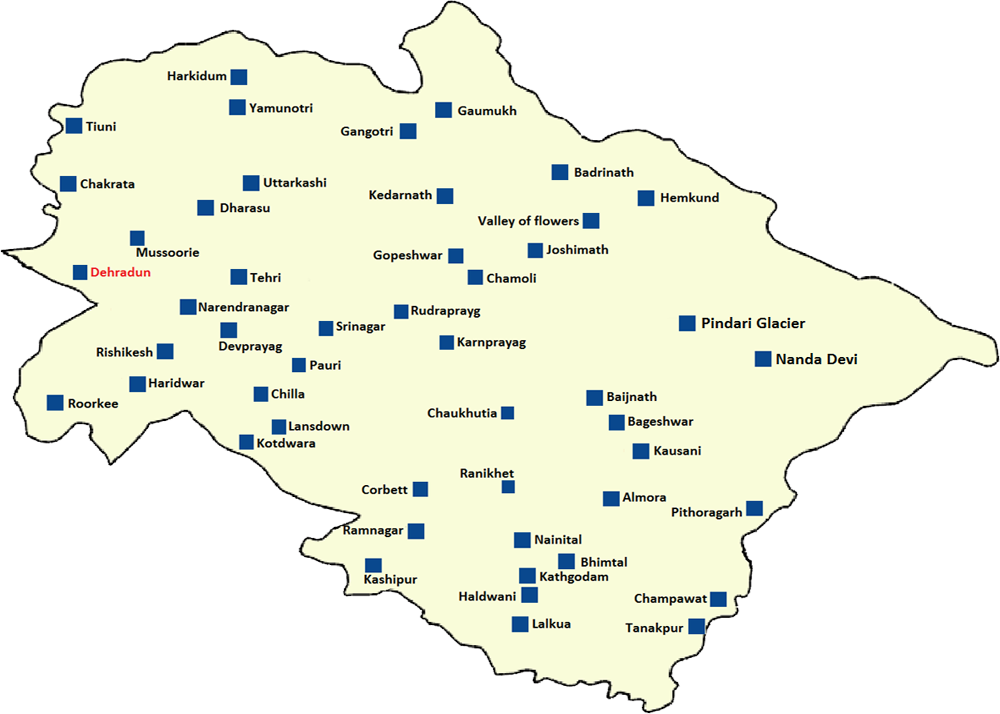 Harkidum
Yamunotri
Gaumukh
Tiuni
Gangotri
Badrinath
Chakrata
Uttarkashi
Kedarnath
Hemkund
Dharasu
Valley of flowers
Mussoorie
Gopeshwar
Joshimath
Dehradun
Tehri
Chamoli
Narendranagar
Rudraprayg
Srinagar
Pindari Glacier
Devprayag
Karnprayag
Rishikesh
Nanda Devi
Pauri
Haridwar
Chilla
Baijnath
Roorkee
Chaukhutia
Bageshwar
Lansdown
Kotdwara
Kausani
Ranikhet
Corbett
Almora
Pithoragarh
Ramnagar
Nainital
Bhimtal
Kashipur
Kathgodam
Haldwani
Champawat
Lalkua
Tanakpur